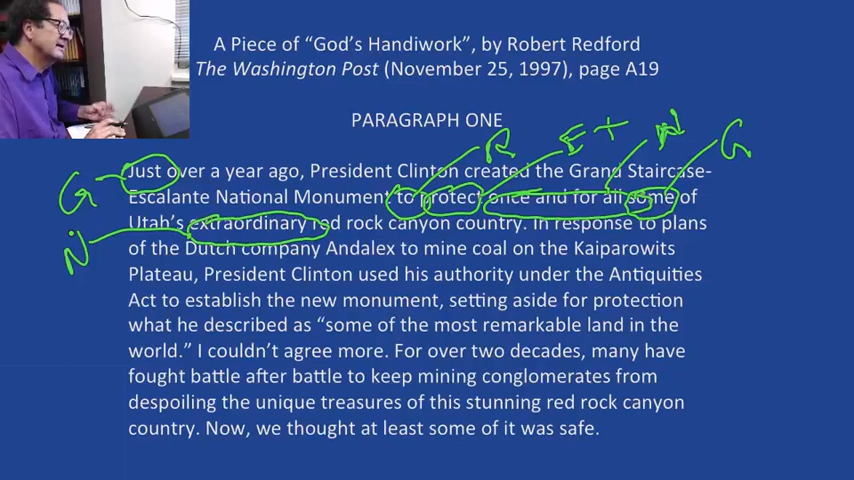 A Piece of “God’s Handiwork”, by Robert Redford
The Washington Post (November 25, 1997), page A19
PARAGRAPH ONE
R E+ N G
G Just over a year ago, President Clinton created the Grand Staircase-
Escalante National Monument to protect once and for all some of
Utah’s extraordinary red rock canyon country. In response to plans
N of the Dutch company Andalex to mine coal on the Kaiparowits
Plateau, President Clinton used his authority under the Antiquities
Act to establish the new monument, setting aside for protection
what he described as “some of the most remarkable land in the
world.” I couldn’t agree more. For over two decades, many have
fought battle after battle to keep mining conglomerates from
despoiling the unique treasures of this stunning red rock canyon
country. Now, we thought at least some of it was safe.